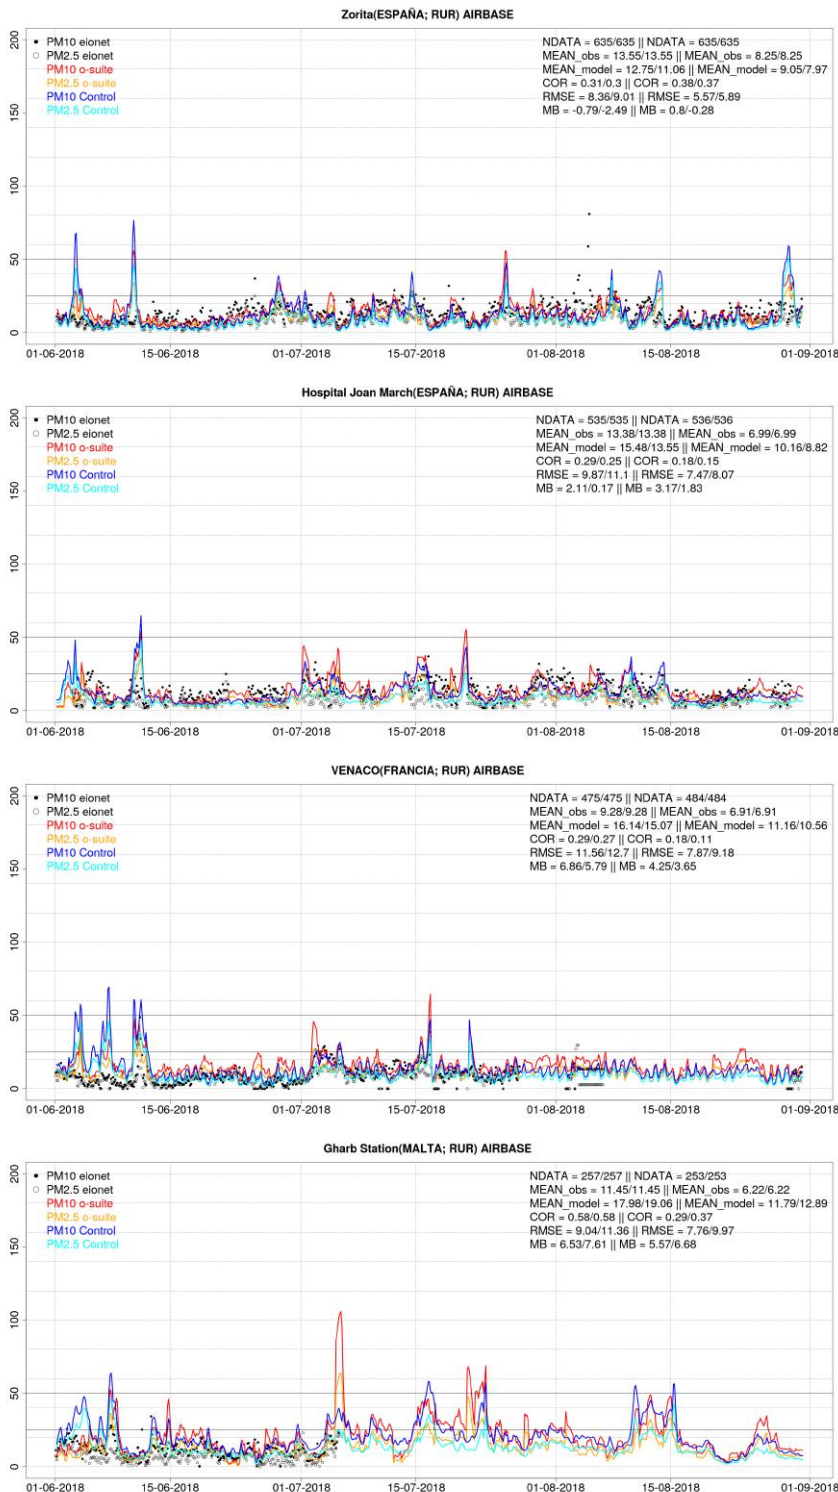 Zorita(ESPAÑA; RUR) AIRBASE
200
150
100
50
0
PM10 eionet
PM2.5 eionet
PM10 o-suite
PM2.5 o-suite
PM10 Control
PM2.5 Control
NDATA = 635/635 || NDATA = 635/635
MEAN_obs = 13.55/13.55 || MEAN_obs = 8.25/8.25
MEAN_model = 12.75/11.06 || MEAN_model = 9.05/7.97
COR = 0.31/0.3 || COR = 0.38/0.37
RMSE = 8.36/9.01 || RMSE = 5.57/5.89
MB = -0.79/-2.49 || MB = 0.8/-0.28
01-06-2018 15-06-2018 01-07-2018 15-07-2018 01-08-2018 15-08-2018 01-09-2018
Hospital Joan March(ESPAÑA; RUR) AIRBASE
200
150
100
50
0
PM10 eionet
PM2.5 eionet
PM10 o-suite
PM2.5 o-suite
PM10 Control
PM2.5 Control
NDATA = 535/535 || NDATA = 536/536
MEAN_obs = 13.38/13.38 || MEAN_obs = 6.99/6.99
MEAN_model = 15.48/13.55 || MEAN_model = 10.16/8.82
COR = 0.29/0.25 || COR = 0.18/0.15
RMSE = 9.87/11.1 || RMSE = 7.47/8.07
MB = 2.11/0.17 || MB = 3.17/1.83
01-06-2018 15-06-2018 01-07-2018 15-07-2018 01-08-2018 15-08-2018 01-09-2018
VENACO(FRANCIA; RUR) AIRBASE
200
150
100
50
0
PM10 eionet
PM2.5 eionet
PM10 o-suite
PM2.5 o-suite
PM10 Control
PM2.5 Control
NDATA = 475/475 || NDATA = 484/484
MEAN_obs = 9.28/9.28 || MEAN_obs = 6.91/6.91
MEAN_model = 16.14/15.07 || MEAN_model = 11.16/10.56
COR = 0.29/0.27 || COR = 0.18/0.11
RMSE = 11.56/12.7 || RMSE = 7.87/9.18
MB = 6.86/5.79 || MB = 4.25/3.65
01-06-2018 15-06-2018 01-07-2018 15-07-2018 01-08-2018 15-08-2018 01-09-2018
Gharb Station(MALTA; RUR) AIRBASE
200
150
100
50
0
PM10 eionet
PM2.5 eionet
PM10 o-suite
PM2.5 o-suite
PM10 Control
PM2.5 Control
NDATA = 257/257 || NDATA = 253/253
MEAN_obs = 11.45/11.45 || MEAN_obs = 6.22/6.22
MEAN_model = 17.98/19.06 || MEAN_model = 11.79/12.89
COR = 0.58/0.58 || COR = 0.29/0.37
RMSE = 9.04/11.36 || RMSE = 7.76/9.97
MB = 6.53/7.61 || MB = 5.57/6.68
01-06-2018 15-06-2018 01-07-2018 15-07-2018 01-08-2018 15-08-2018 01-09-2018